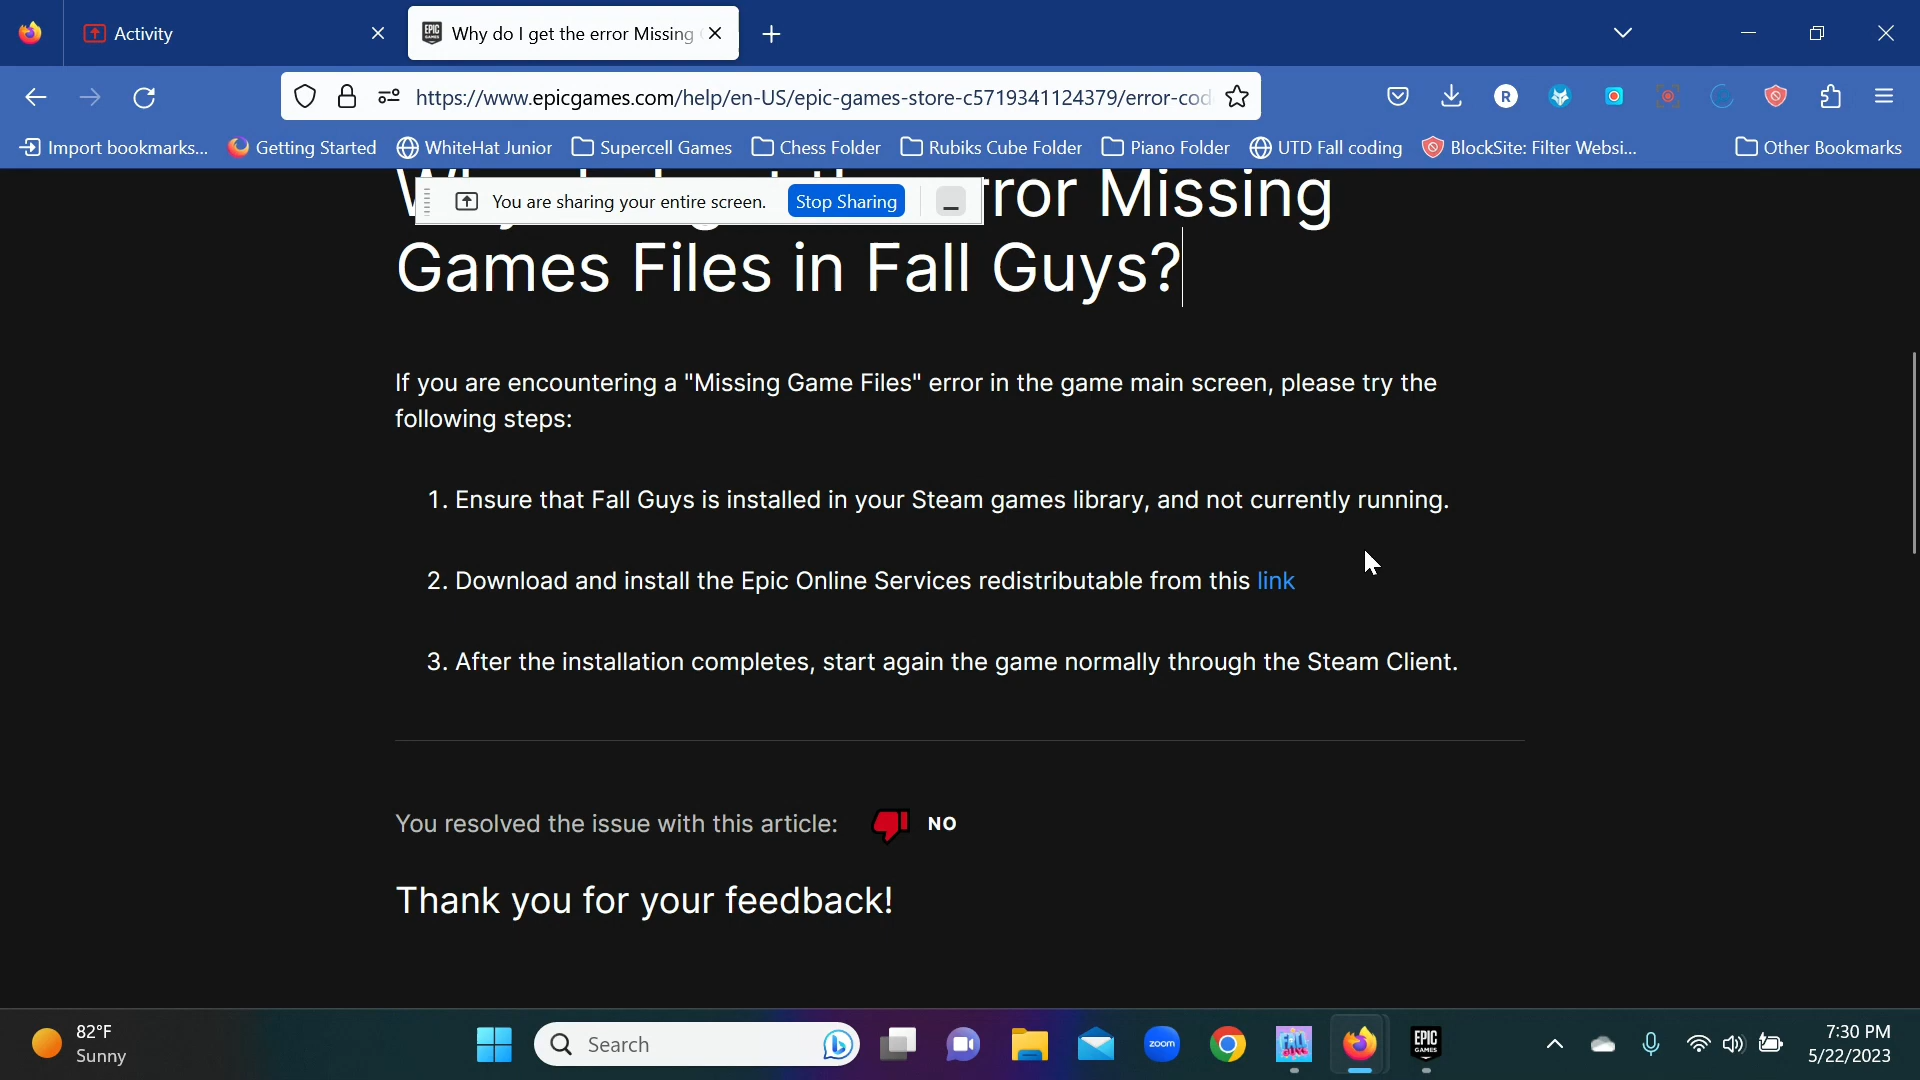 Activity
Why do I get the error Missing
https://www.epicgames.com/help/en-US/epic-games-store-c5719341124379/error-cod
R
Import bookmarks...
Getting Started
WhiteHat Junior
Supercell Games
Chess Folder
Rubiks Cube Folder
Piano Folder
UTD Fall coding
BlockSite: Filter Websi...
Other Bookmarks
You are sharing your entire screen.
Stop Sharing
rror Missing
Games Files in Fall Guys?
If you are encountering a "Missing Game Files" error in the game main screen, please try the
following steps:
1. Ensure that Fall Guys is installed in your Steam games library, and not currently running.
2. Download and install the Epic Online Services redistributable from this link
3. After the installation completes, start again the game normally through the Steam Client.
You resolved the issue with this article:
NO
Thank you for your feedback!
82°F
Sunny
Search
zoom
FALL GUYS
EPIC GAMES
7:30 PM
5/22/2023